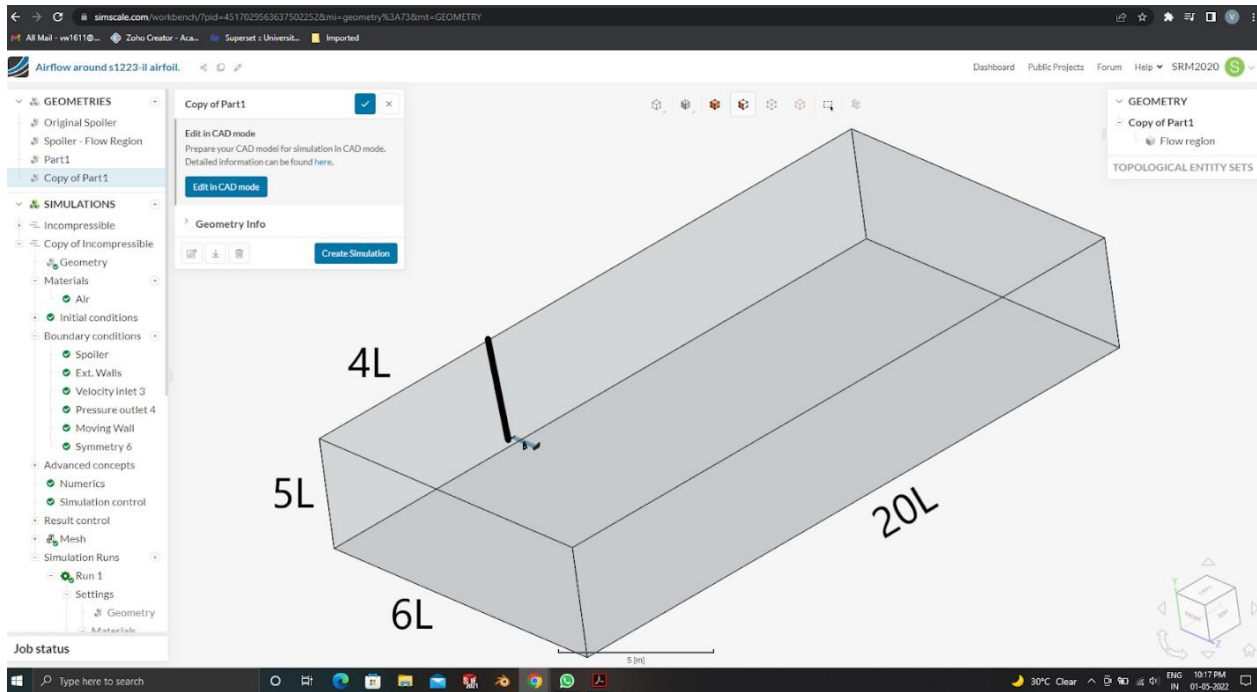 simscale.com/workbench/?pid=4517029563637502252&mi=geometry%3A73&mt=GEOMETRY
All Mail - vw1611@... Zoho Creator - Aca... Superset :: Universit... Imported
Airflow around s1223-il airfoil.
Dashboard Public Projects Forum Help SRM2020 S
GEOMETRIES
Original Spoiler
Spoiler - Flow Region
Part1
Copy of Part1
SIMULATIONS
Incompressible
Copy of Incompressible
Geometry
Materials
Air
Initial conditions
Boundary conditions
Spoiler
Ext. Walls
Velocity inlet 3
Pressure outlet 4
Moving Wall
Symmetry 6
Advanced concepts
Numerics
Simulation control
Result control
Mesh
Simulation Runs
Run 1
Settings
Geometry
Materials
Job status
Copy of Part1
Edit in CAD mode
Prepare your CAD model for simulation in CAD mode.
Detailed information can be found here.
Edit in CAD mode
Geometry Info
Create Simulation
4L
5L
6L
20L
5 [m]
GEOMETRY
Copy of Part1
Flow region
TOPOLOGICAL ENTITY SETS
Y
LEFT
FRONT
TOP
Z
Type here to search
30°C Clear
ENG
IN
10:17 PM
01-05-2022